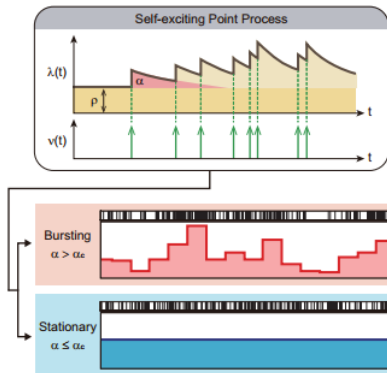 Self-exciting Point Process
λ(t)
α
ρ
t
v(t)
t
Bursting
α > αc
Stationary
α ≤ αc